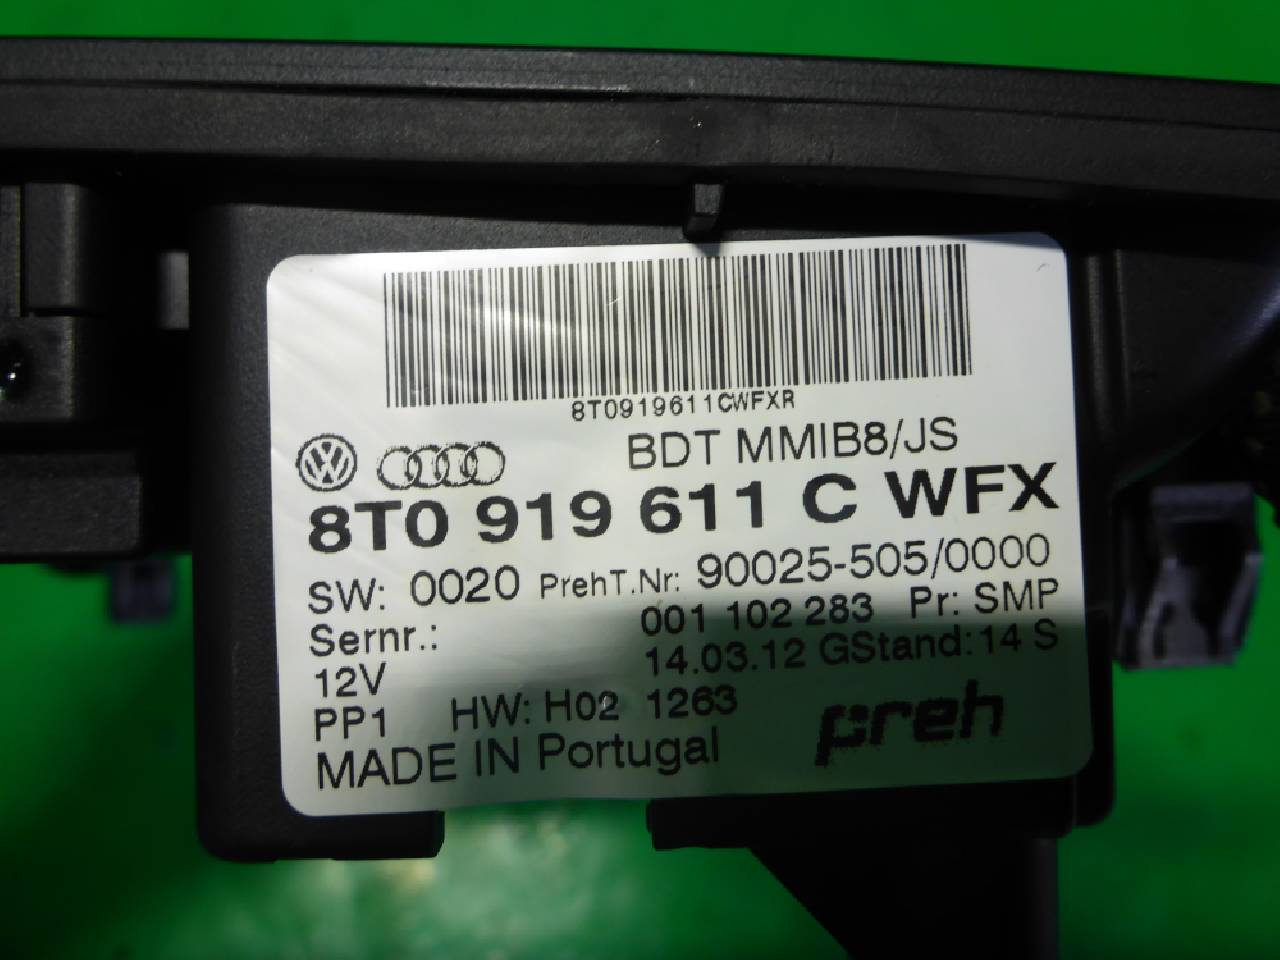 8T0919611CWFXR
BDT MMIB8/JS
8T0 919 611 C WFX
SW: 0020 PrehT.Nr: 90025-505/0000
Sernr.: 001 102 283 Pr: SMP
12V 14.03.12 GStand: 14 S
PP1 HW: H02 1263
MADE IN Portugal preh